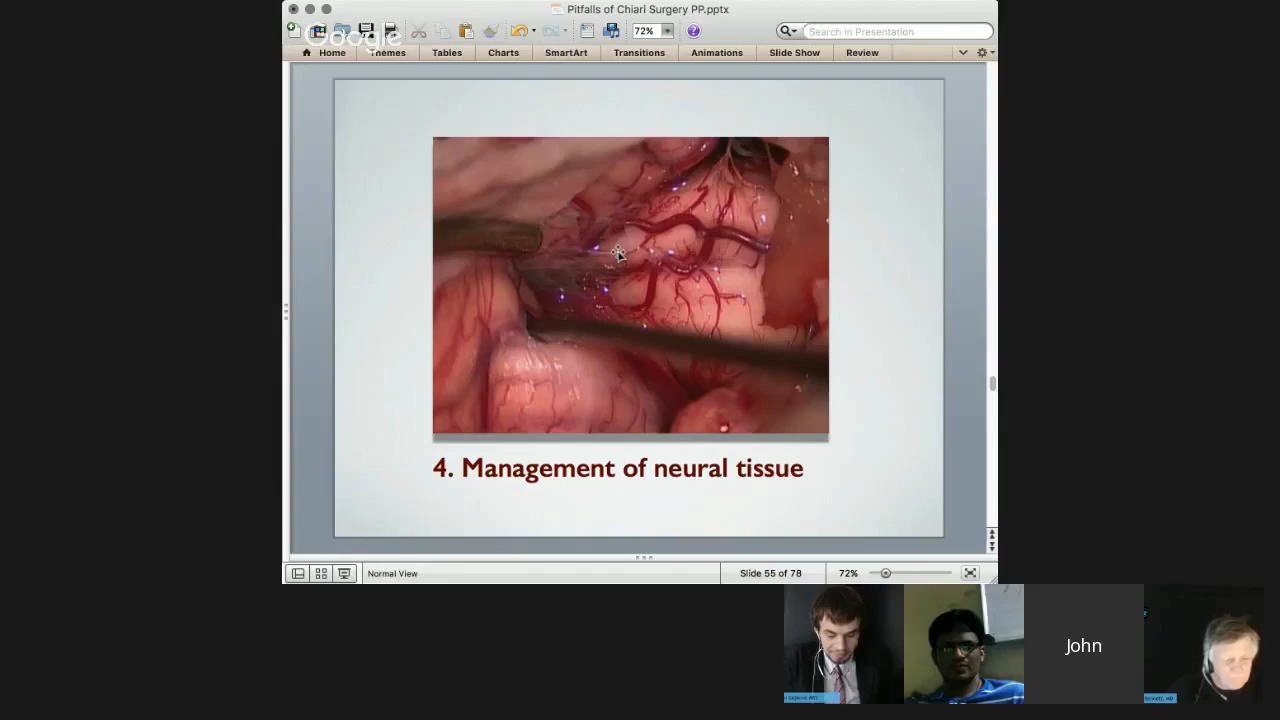 Pitfalls of Chiari Surgery PP.pptx
Google
72%
Search in Presentation
Home Themes Tables Charts SmartArt Transitions Animations Slide Show Review
4. Management of neural tissue
Normal View
Slide 55 of 78
72%
John